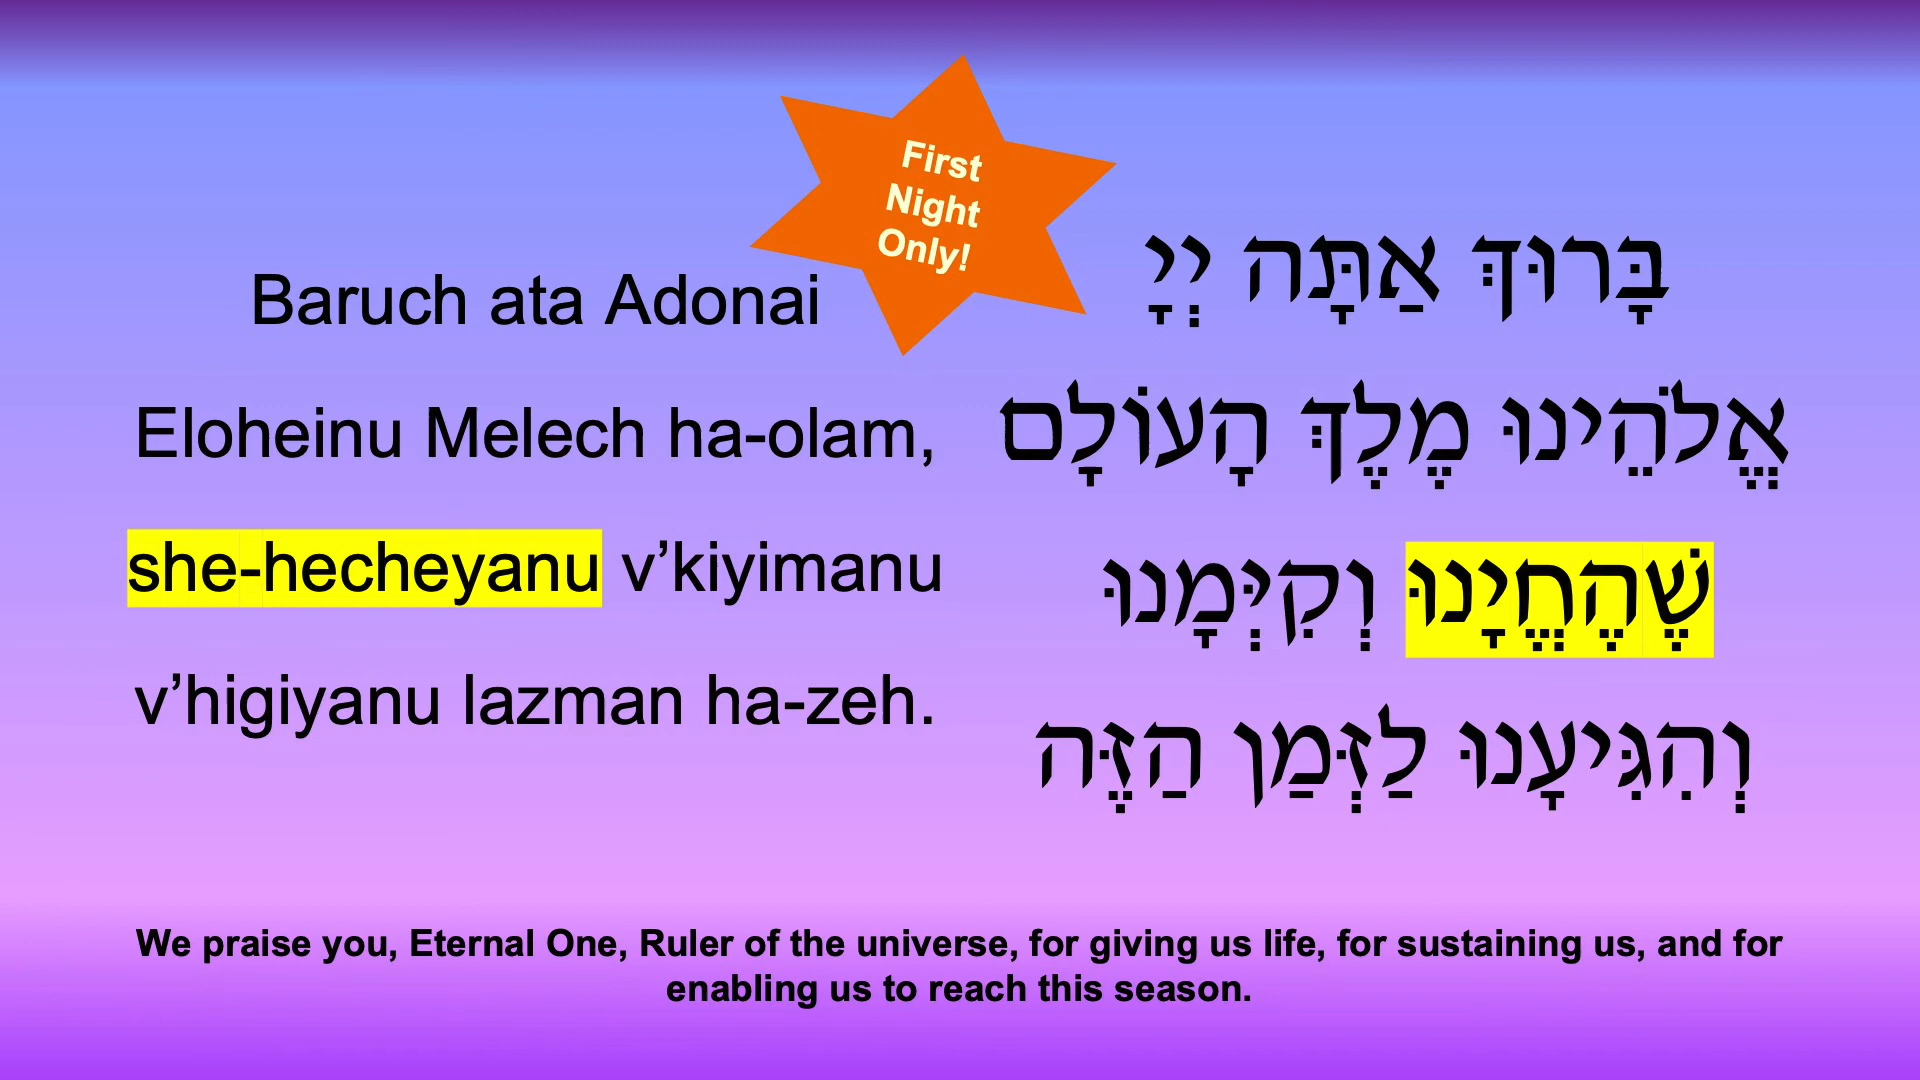 First
Night
Only!
Baruch ata Adonai
Eloheinu Melech ha-olam,
she-hecheyanu v’kiyimanu
v’higiyanu lazman ha-zeh.
בָּרוּךְ אַתָּה יְיָ
אֱלֹהֵינוּ מֶלֶךְ הָעוֹלָם
שֶׁהֶחֱיָנוּ וְקִיְּמָנוּ
וְהִגִּיעָנוּ לַזְּמַן הַזֶּה
We praise you, Eternal One, Ruler of the universe, for giving us life, for sustaining us, and for
enabling us to reach this season.